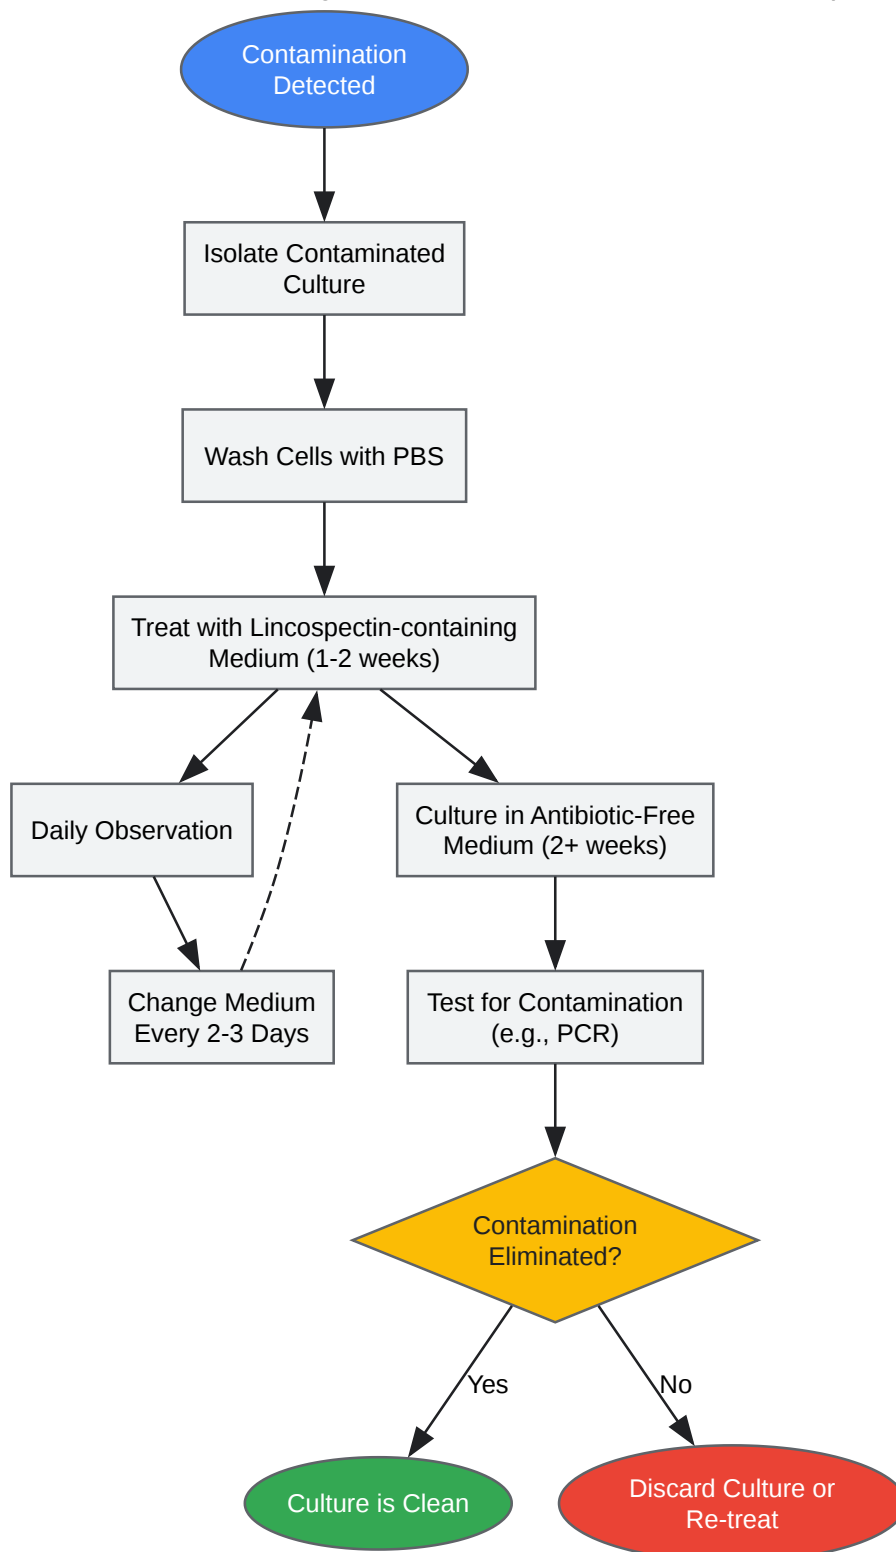 Contamination
Detected
Isolate Contaminated
Culture
Wash Cells with PBS
Treat with Lincospectin-containing
Medium (1-2 weeks)
Daily Observation
Culture in Antibiotic-Free
Medium (2+ weeks)
Change Medium
Every 2-3 Days
Test for Contamination
(e.g., PCR)
Contamination
Eliminated?
Yes
No
Culture is Clean
Discard Culture or
Re-treat